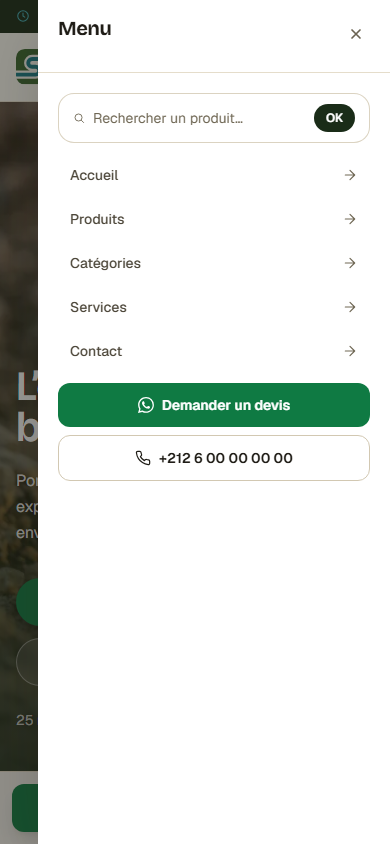 Menu
Rechercher un produit...
OK
Accueil
Produits
Catégories
Services
Contact
Demander un devis
+212 6 00 00 00 00
L'
25